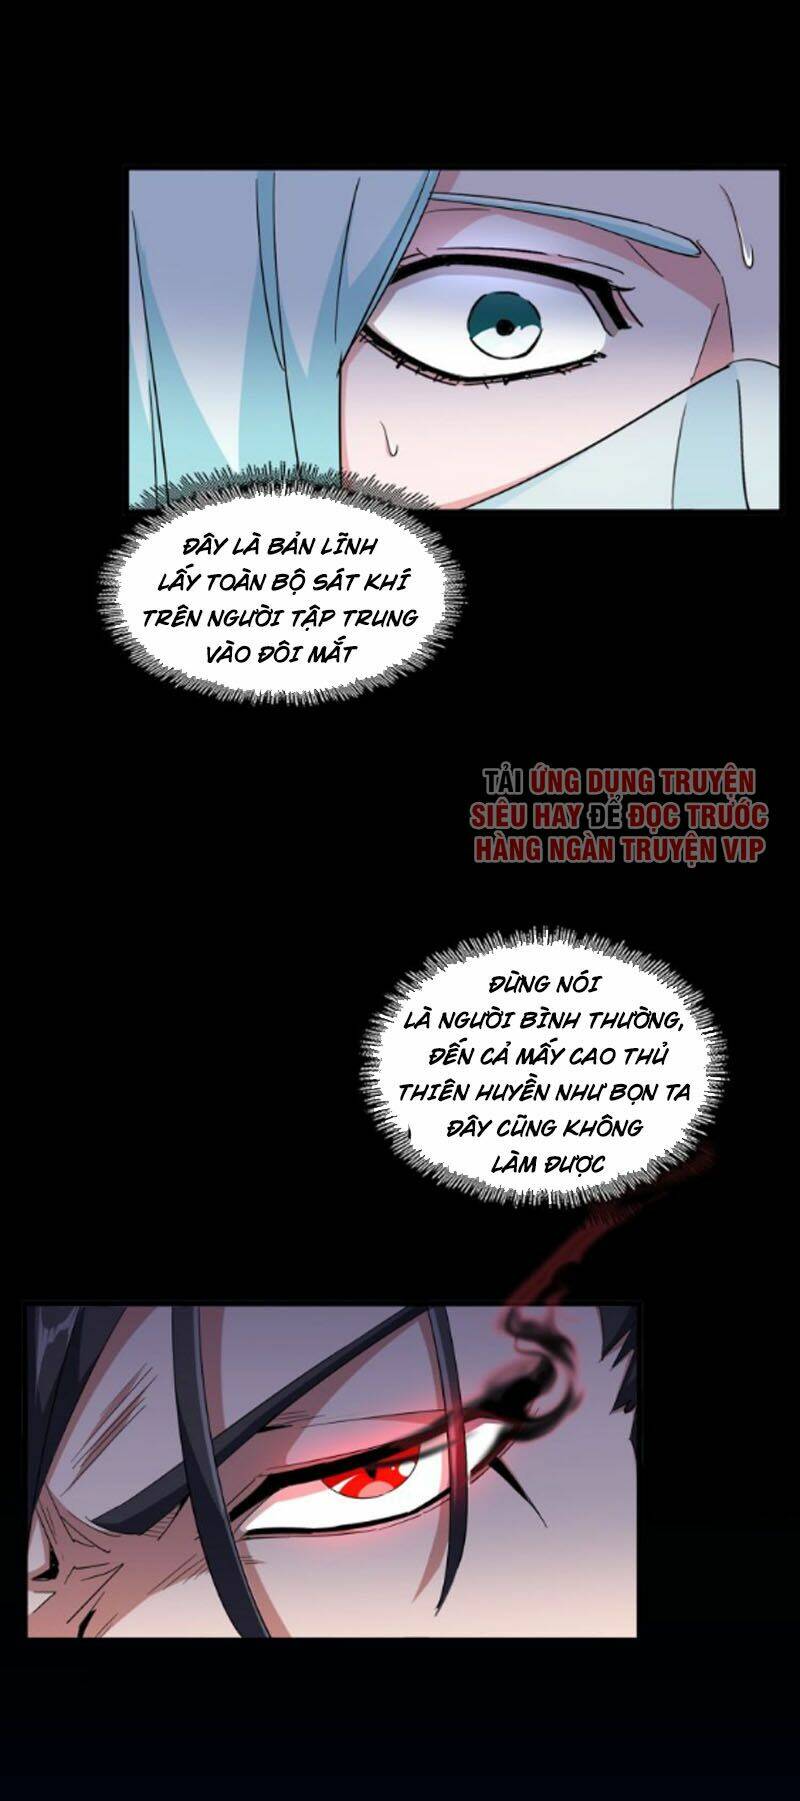 ĐÂY LÀ BẢN LĨNH
LẤY TOÀN BỘ SÁT KHÍ
TRÊN NGƯỜI TẬP TRUNG
VÀO ĐÔI MẮT
TẢI ỨNG DỤNG TRUYỆN
SIÊU HAY ĐỂ ĐỌC TRƯỚC
HÀNG NGÀN TRUYỆN VIP
ĐỪNG NÓI
LÀ NGƯỜI BÌNH THƯỜNG,
ĐẾN CẢ MẤY CAO THỦ
THIÊN HUYỀN NHƯ BỌN TA
ĐÂY CŨNG KHÔNG
LÀM ĐƯỢC